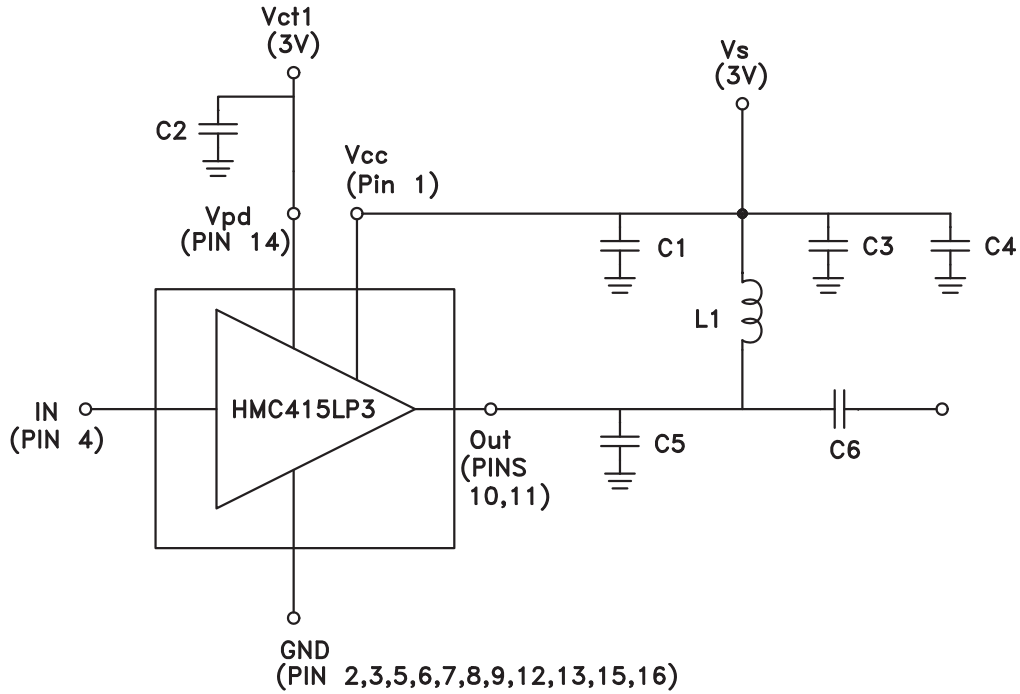 Vct1
(3V)
Vs
(3V)
C2
Vcc
(Pin 1)
Vpd
(PIN 14)
C1
C3
C4
L1
HMC415LP3
IN
(PIN 4)
Out
(PINS
10,11)
C5
C6
GND
(PIN 2,3,5,6,7,8,9,12,13,15,16)